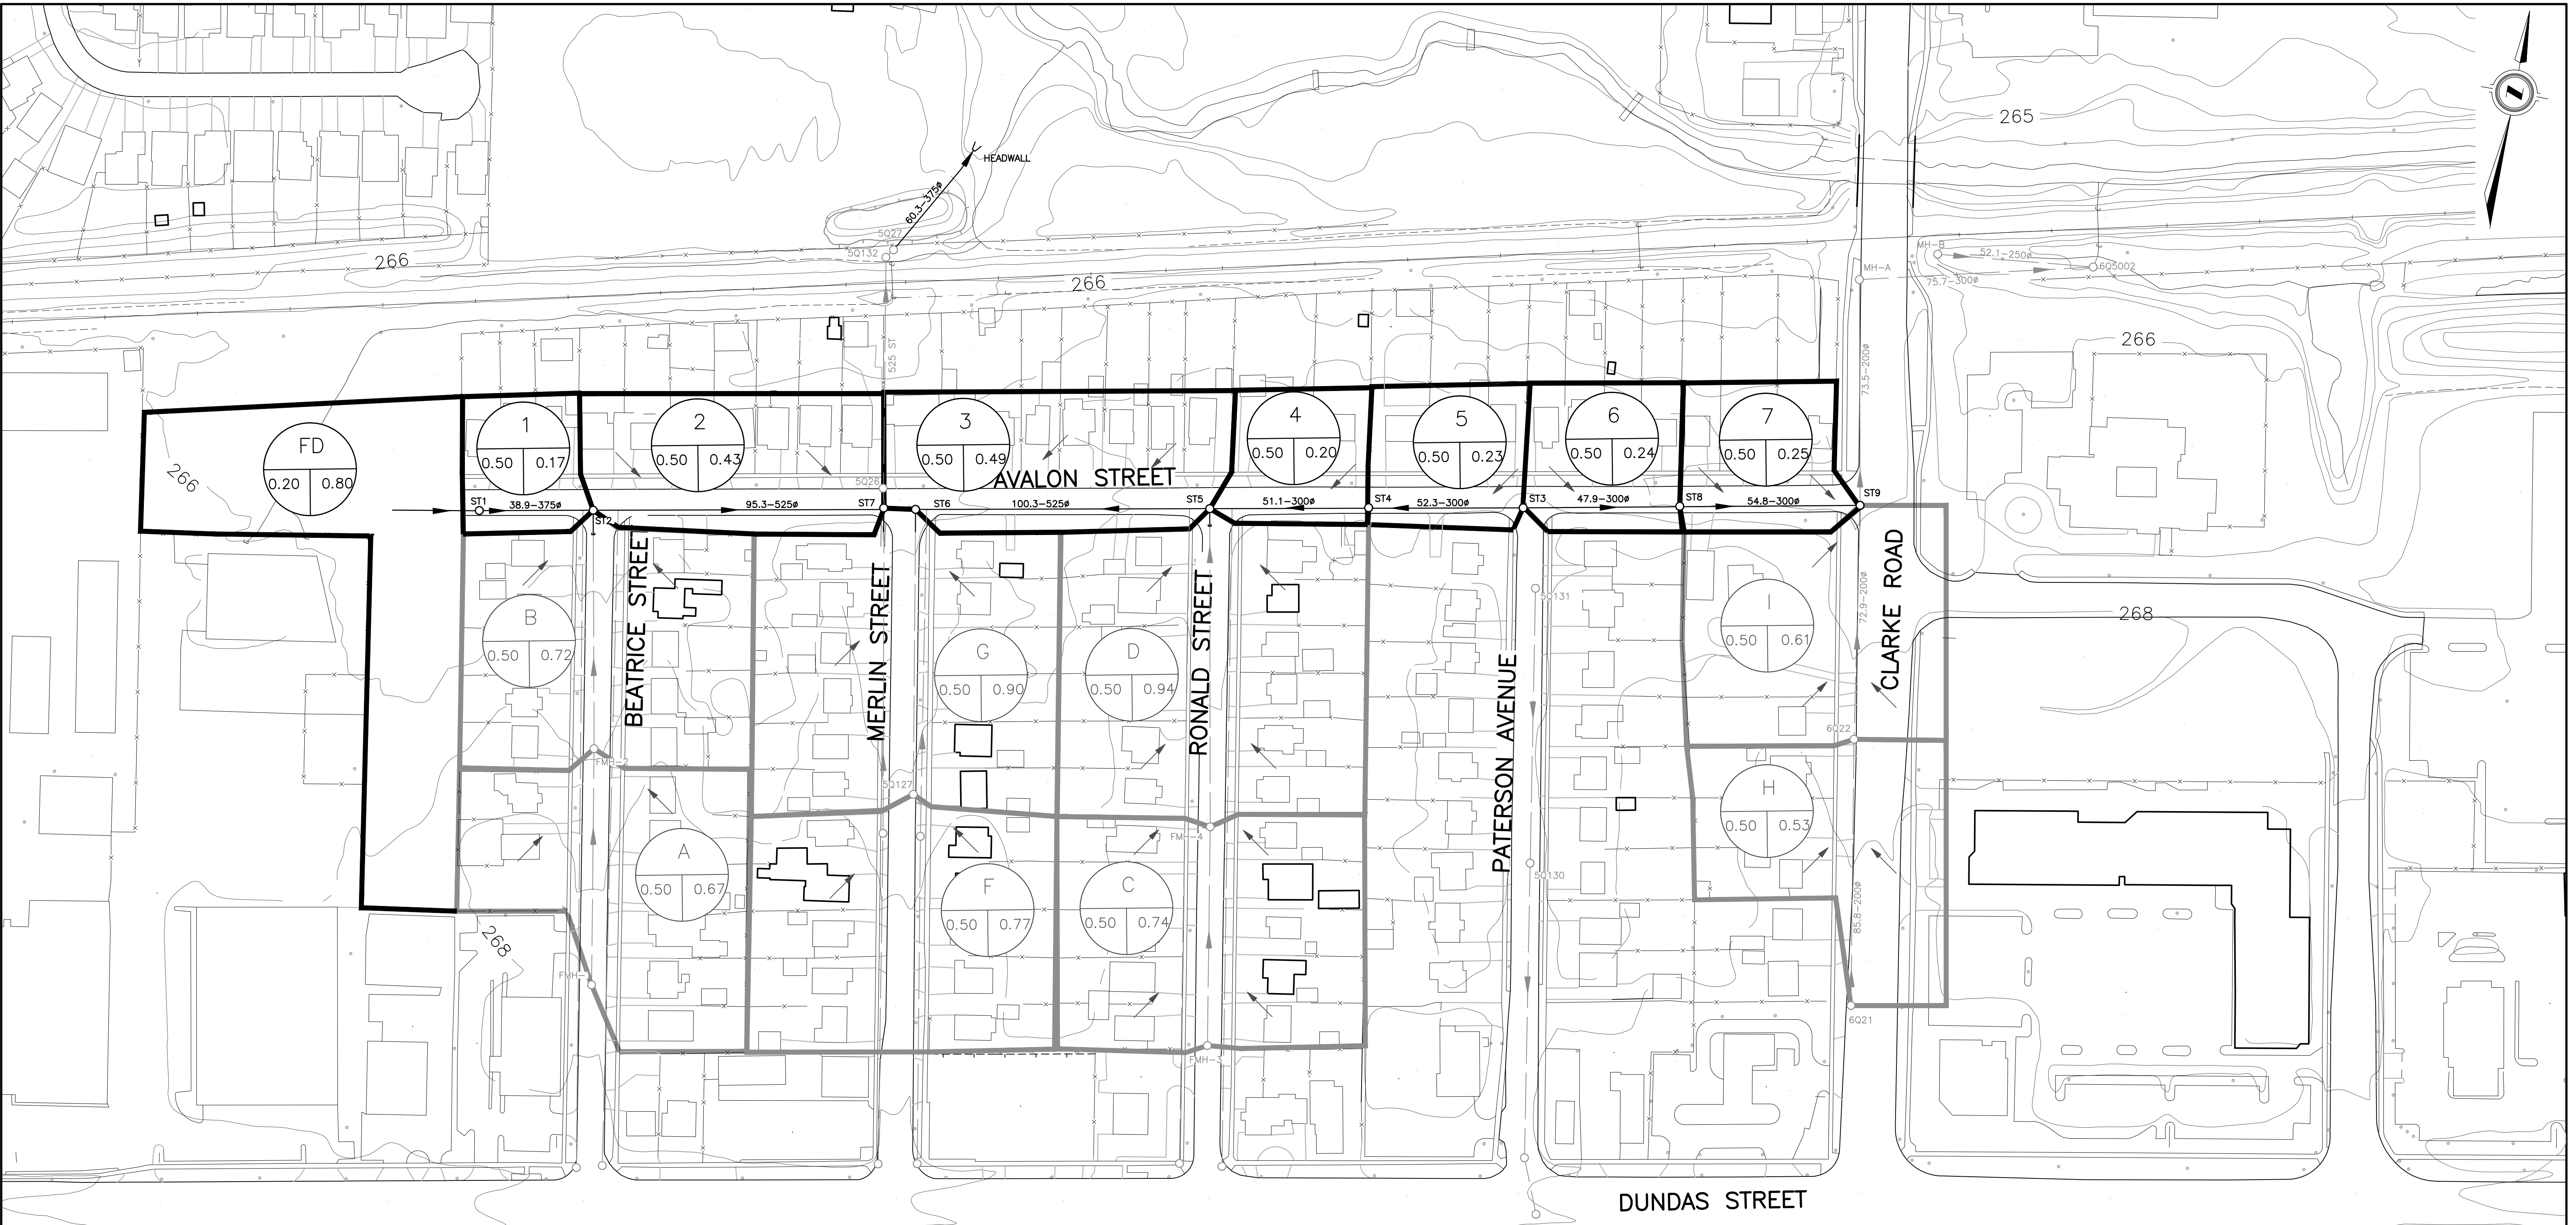 265
HEADWALL
60.3-375ø
5Q27
5Q132
266
266
MH-B
52.1-250ø
6Q5002
MH-A
75.7-300ø
266
525 ST
73.5-200ø
FD
0.20 0.80
266
1
0.50 0.17
2
0.50 0.43
3
0.50 0.49
4
0.50 0.20
5
0.50 0.23
6
0.50 0.24
7
0.50 0.25
AVALON STREET
5Q26
ST1
38.9-375ø
ST2
95.3-525ø
ST7
ST6
100.3-525ø
ST5
51.1-300ø
ST4
52.3-300ø
ST3
47.9-300ø
ST8
54.8-300ø
ST9
BEATRICE STREET
MERLIN STREET
RONALD STREET
PATERSON AVENUE
CLARKE ROAD
5Q131
72.9-200ø
268
B
0.50 0.72
G
0.50 0.90
D
0.50 0.94
I
0.50 0.61
FMH-2
5Q127
6Q22
FMH-4
H
0.50 0.53
A
0.50 0.67
F
0.50 0.77
C
0.50 0.74
5Q130
85.8-200ø
268
FMH-1
6Q21
FMH-3
DUNDAS STREET